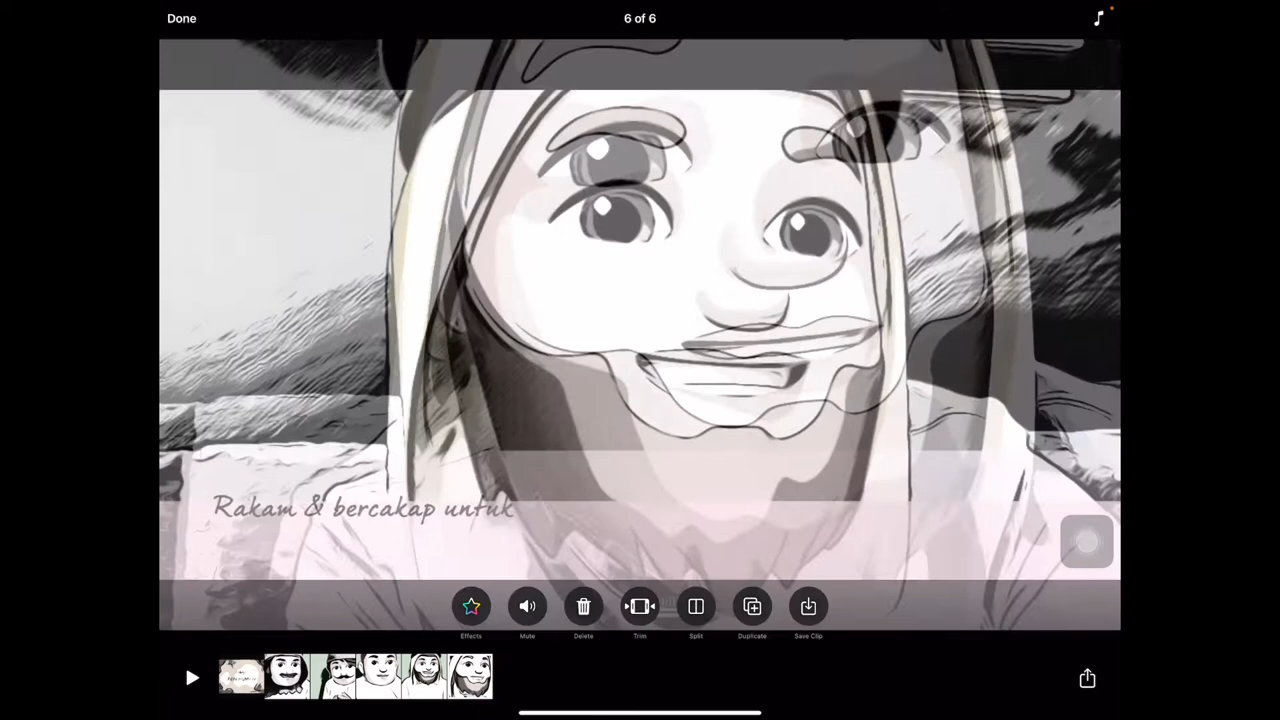 Done
6 of 6
Rakam & bercakap untuk
Effects
Mute
Delete
Trim
Split
Duplicate
Save Clip